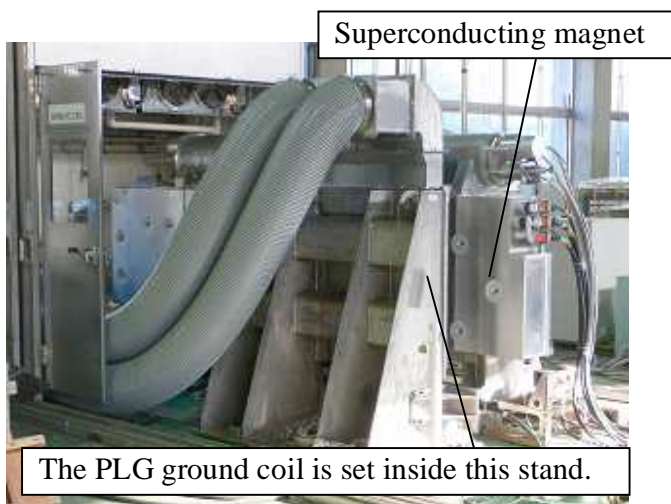 Superconducting magnet
The PLG ground coil is set inside this stand.